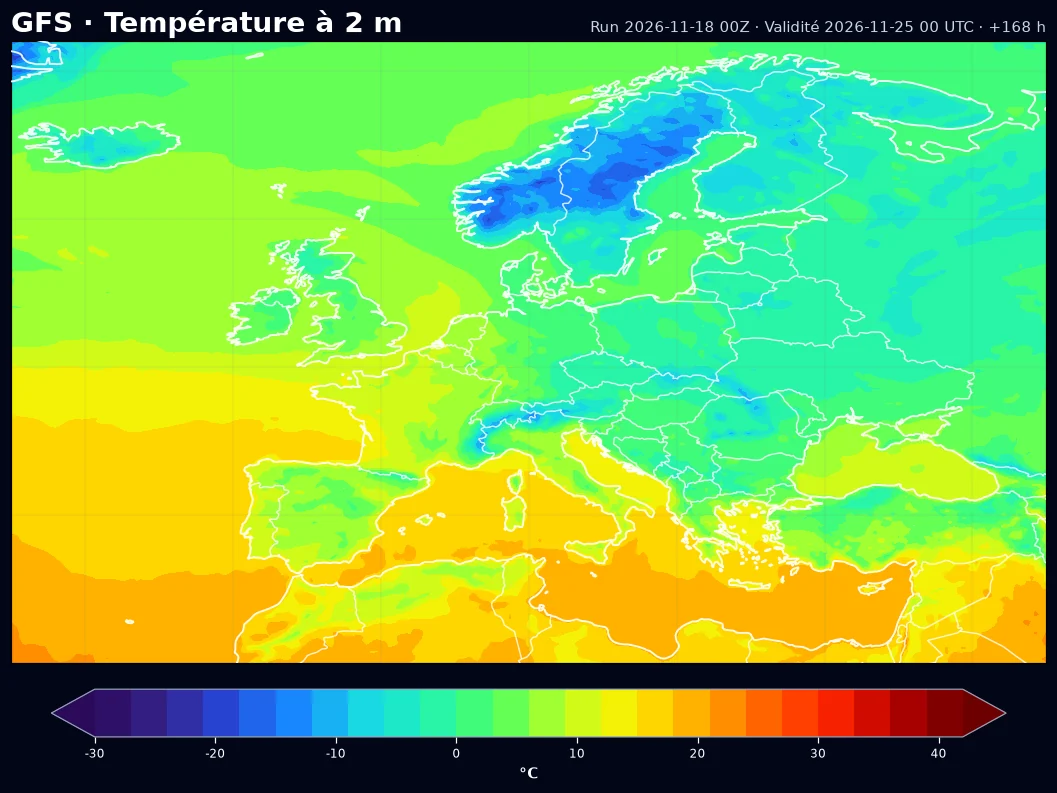 GFS · Température à 2 m
Run 2026-11-18 00Z · Validité 2026-11-25 00 UTC · +168 h
-30 -20 -10 0 10 20 30 40
°C